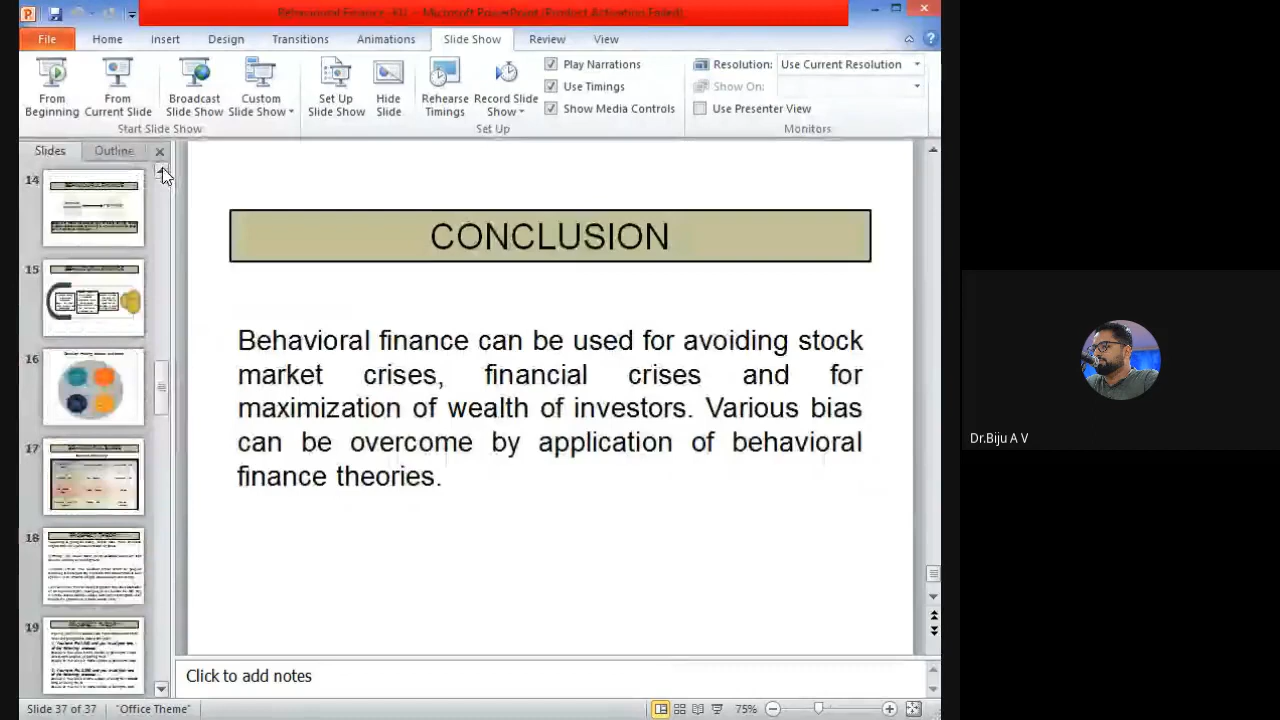 Behavioural Finance -KU - Microsoft PowerPoint (Product Activation Failed)
File Home Insert Design Transitions Animations Slide Show Review View
From Beginning
From Current Slide
Broadcast Slide Show
Custom Slide Show
Start Slide Show
Set Up Slide Show
Hide Slide
Rehearse Timings
Record Slide Show
Play Narrations
Use Timings
Show Media Controls
Set Up
Resolution: Use Current Resolution
Show On:
Use Presenter View
Monitors
Slides Outline
14
15
16
17
18
19
CONCLUSION
Behavioral finance can be used for avoiding stock
market crises, financial crises and for
maximization of wealth of investors. Various bias
can be overcome by application of behavioral
finance theories.
Click to add notes
Slide 37 of 37 "Office Theme" 75%
Dr.Biju A V